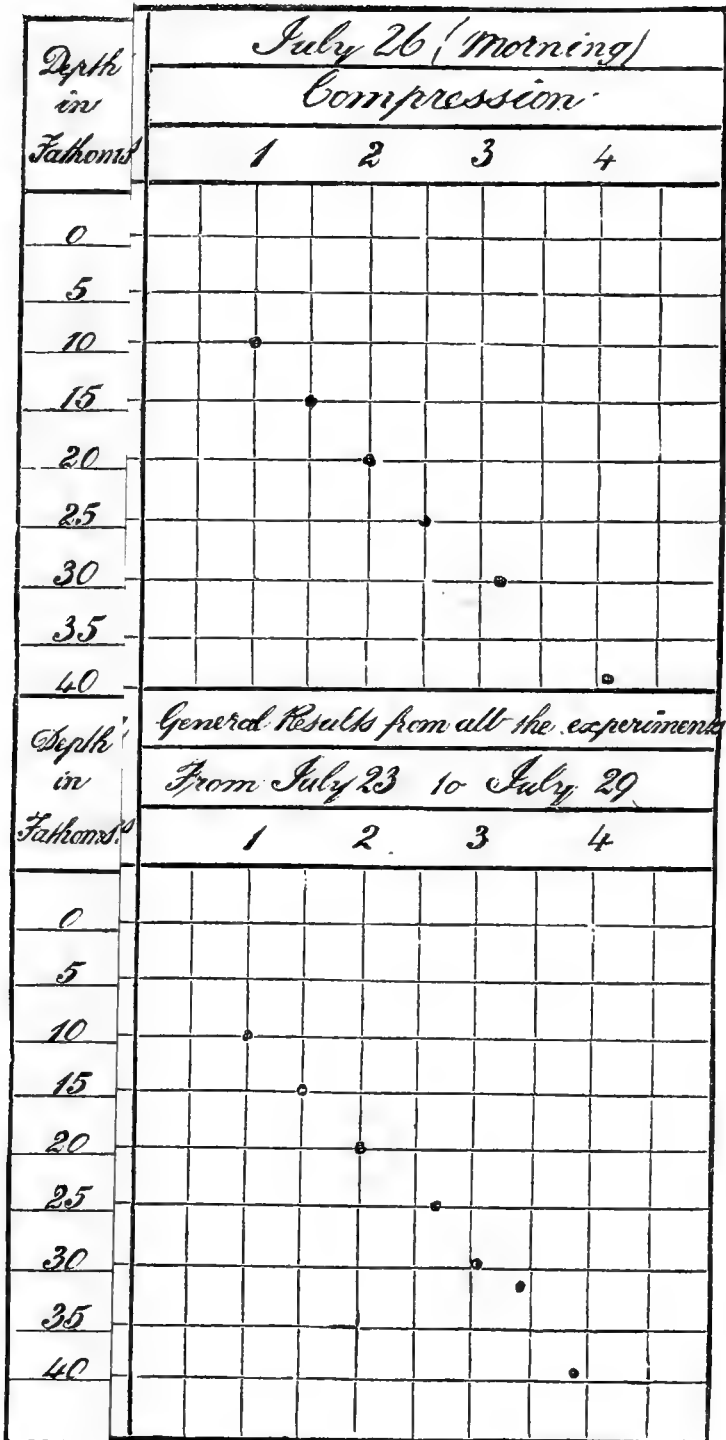 July 26 (Morning)
Depth
in
Fathoms
Compression
1 2 3 4
0
5
10
15
20
25
30
35
40
Depth
in
Fathoms
General Results from all the experiments
From July 23 to July 29
1 2 3 4
0
5
10
15
20
25
30
35
40